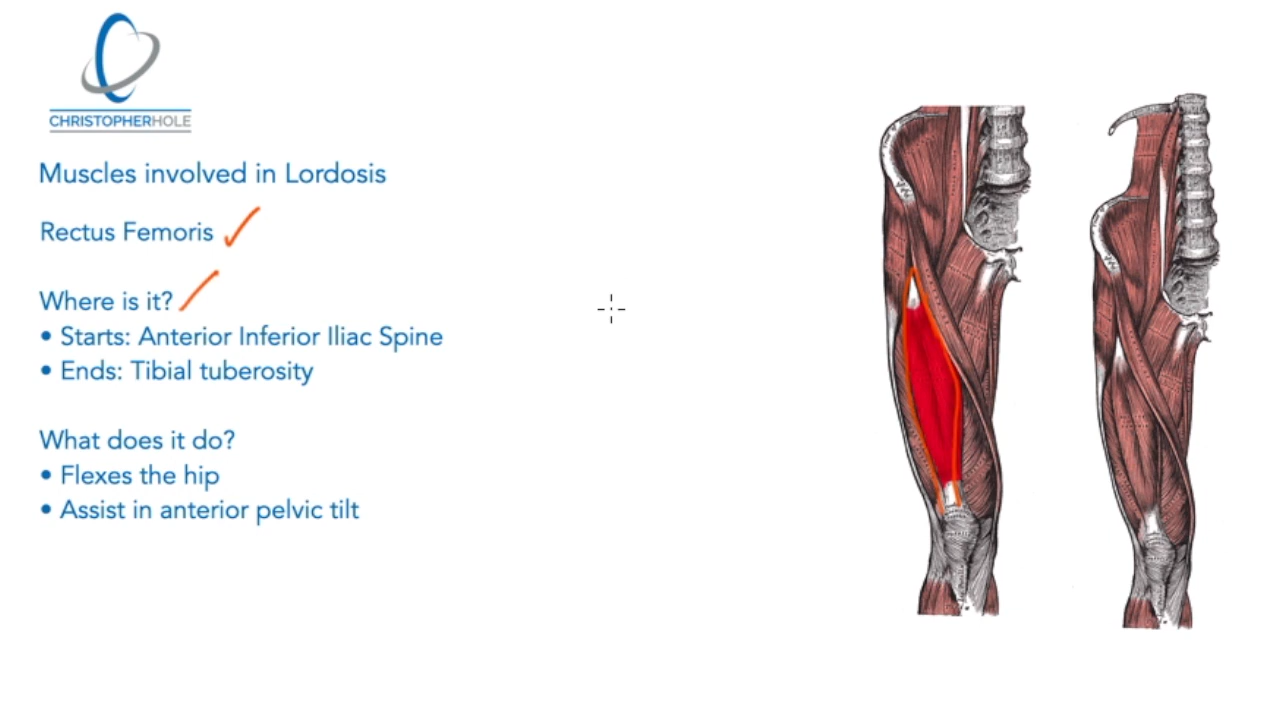 CHRISTOPHERHOLE
Muscles involved in Lordosis
Rectus Femoris
Where is it?
• Starts: Anterior Inferior Iliac Spine
• Ends: Tibial tuberosity
What does it do?
• Flexes the hip
• Assist in anterior pelvic tilt